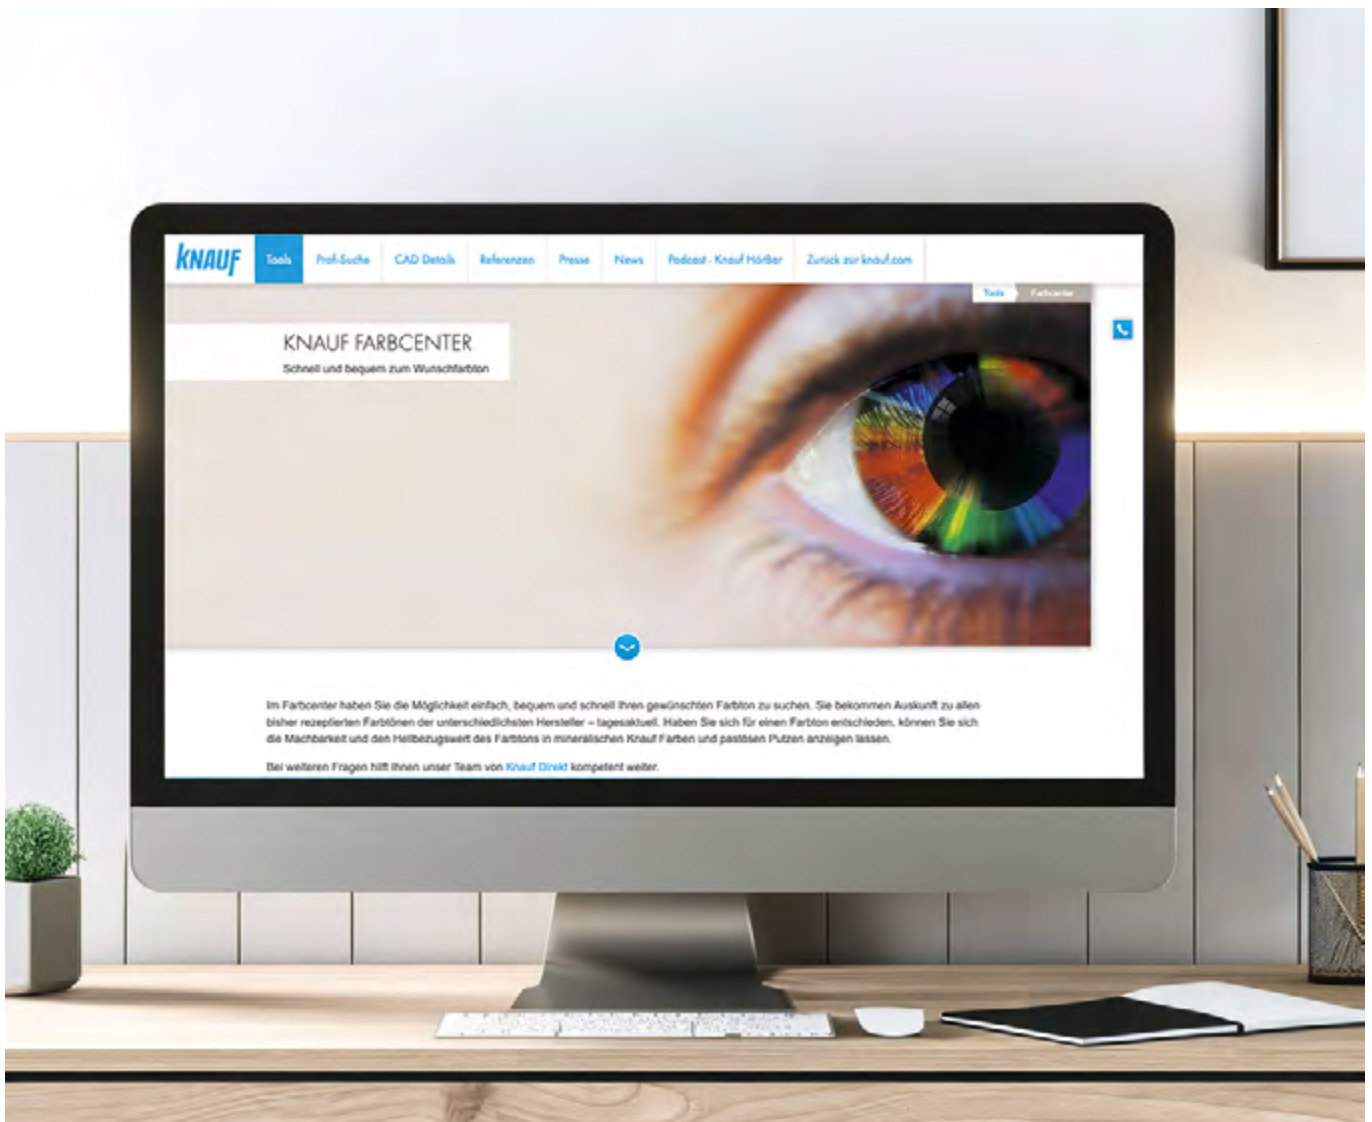 KNAUF
Tools
Profi-Suche
CAD Details
Referenzen
Presse
News
Podcast - Knauf HörBar
Zurück zur knauf.com
Tools
Farbcenter
KNAUF FARBCENTER
Schnell und bequem zum Wunschfarbton
Im Farbcenter haben Sie die Möglichkeit einfach, bequem und schnell Ihren gewünschten Farbton zu suchen. Sie bekommen Auskunft zu allen
bisher rezeptierten Farbtönen der unterschiedlichsten Hersteller – tagesaktuell. Haben Sie sich für einen Farbton entschieden, können Sie sich
die Machbarkeit und den Hellbezugswert des Farbtons in mineralischen Knauf Farben und pastösen Putzen anzeigen lassen.
Bei weiteren Fragen hilft Ihnen unser Team von Knauf Direkt kompetent weiter.